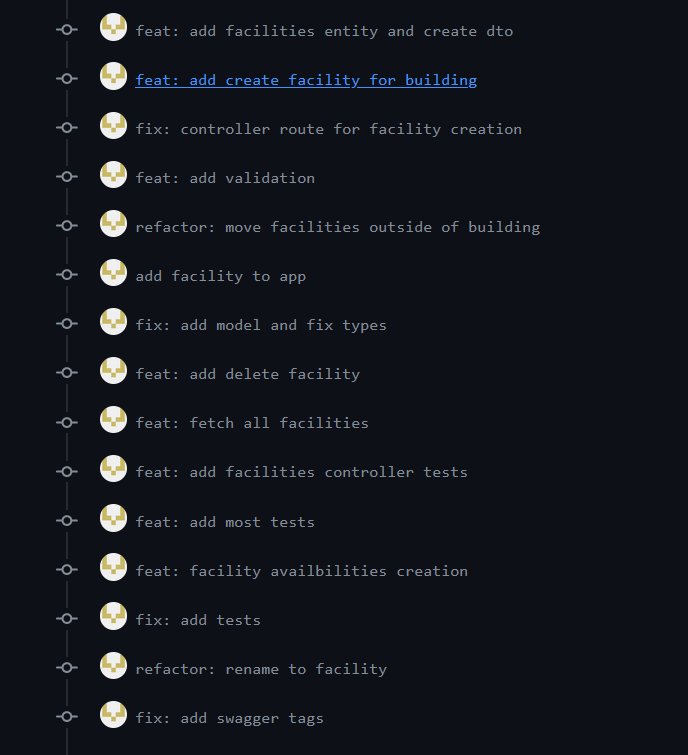 feat: add facilities entity and create dto
feat: add create facility for building
fix: controller route for facility creation
feat: add validation
refactor: move facilities outside of building
add facility to app
fix: add model and fix types
feat: add delete facility
feat: fetch all facilities
feat: add facilities controller tests
feat: add most tests
feat: facility availbilities creation
fix: add tests
refactor: rename to facility
fix: add swagger tags